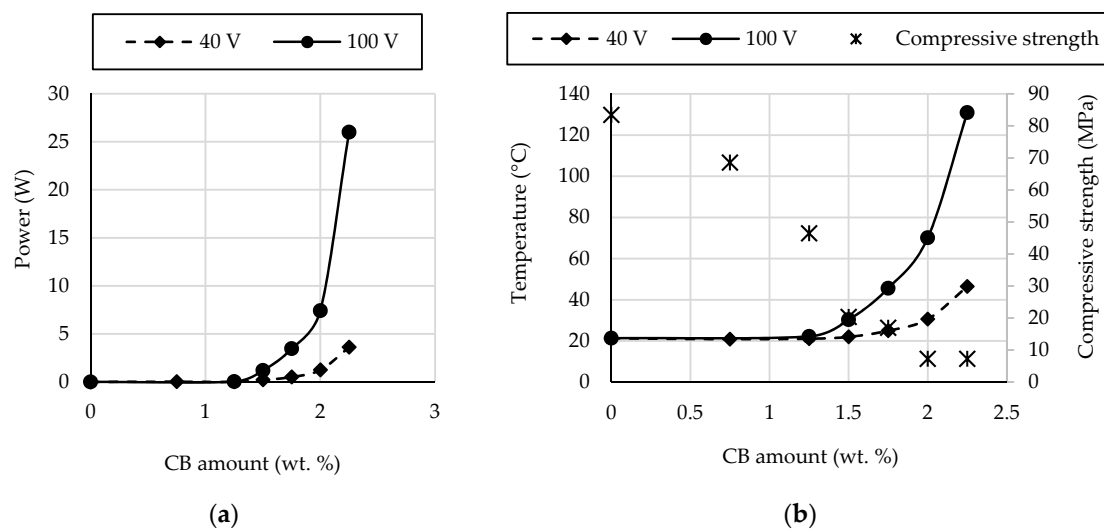 40 V 100 V
30
25
20
15
10
5
0
Power (W)
0 1 2 3
CB amount (wt. %)
(a)
40 V 100 V Compressive strength
140
120
100
80
60
40
20
0
Temperature (°C)
90
80
70
60
50
40
30
20
10
0
Compressive strength (MPa)
0 0.5 1 1.5 2 2.5
CB amount (wt. %)
(b)